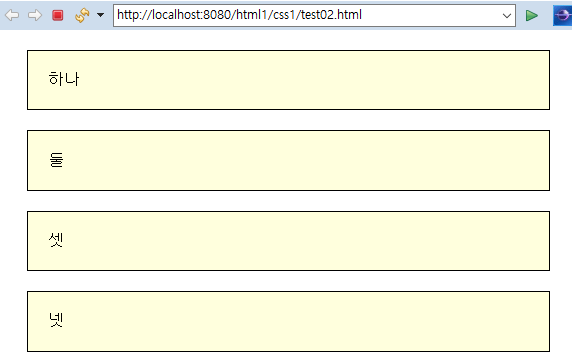 http://localhost:8080/html1/css1/test02.html
하나
둘
셋
넷